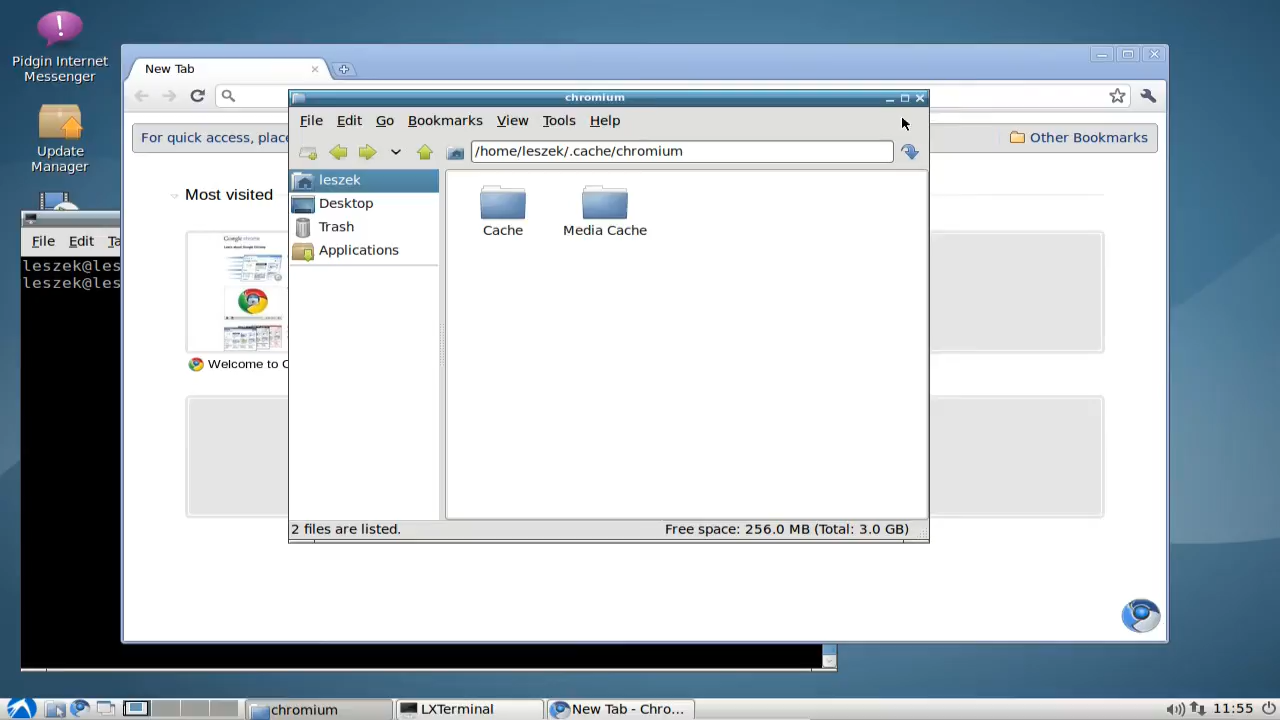 Pidgin Internet
Messenger
Update
Manager
New Tab
For quick access, place
Other Bookmarks
Most visited
Welcome to C
File Edit Ta
leszek@les
leszek@les
chromium
File Edit Go Bookmarks View Tools Help
/home/leszek/.cache/chromium
leszek
Desktop
Trash
Applications
Cache
Media Cache
2 files are listed.
Free space: 256.0 MB (Total: 3.0 GB)
chromium
LXTerminal
New Tab - Chro...
11:55